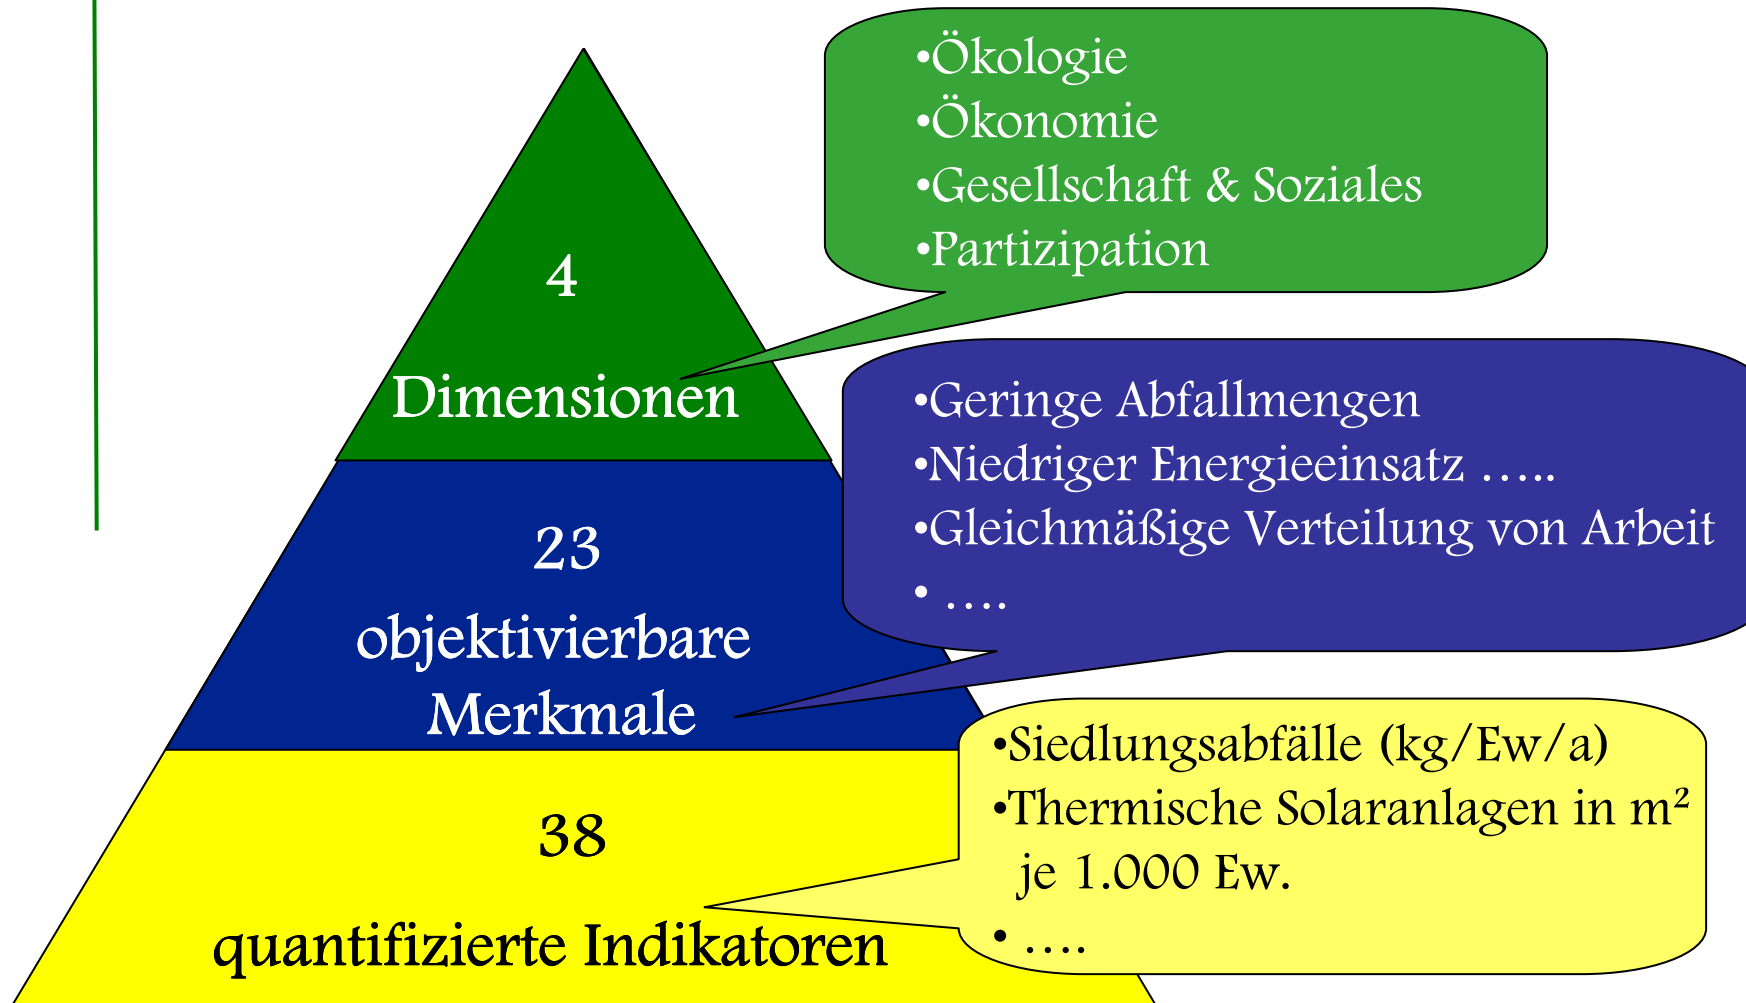 •Ökologie
•Ökonomie
•Gesellschaft & Soziales
•Partizipation
4
Dimensionen
•Geringe Abfallmengen
•Niedriger Energieeinsatz …..
•Gleichmäßige Verteilung von Arbeit
• ….
23
objektivierbare
Merkmale
•Siedlungsabfälle (kg/Ew/a)
•Thermische Solaranlagen in m²
je 1.000 Ew.
• ….
38
quantifizierte Indikatoren